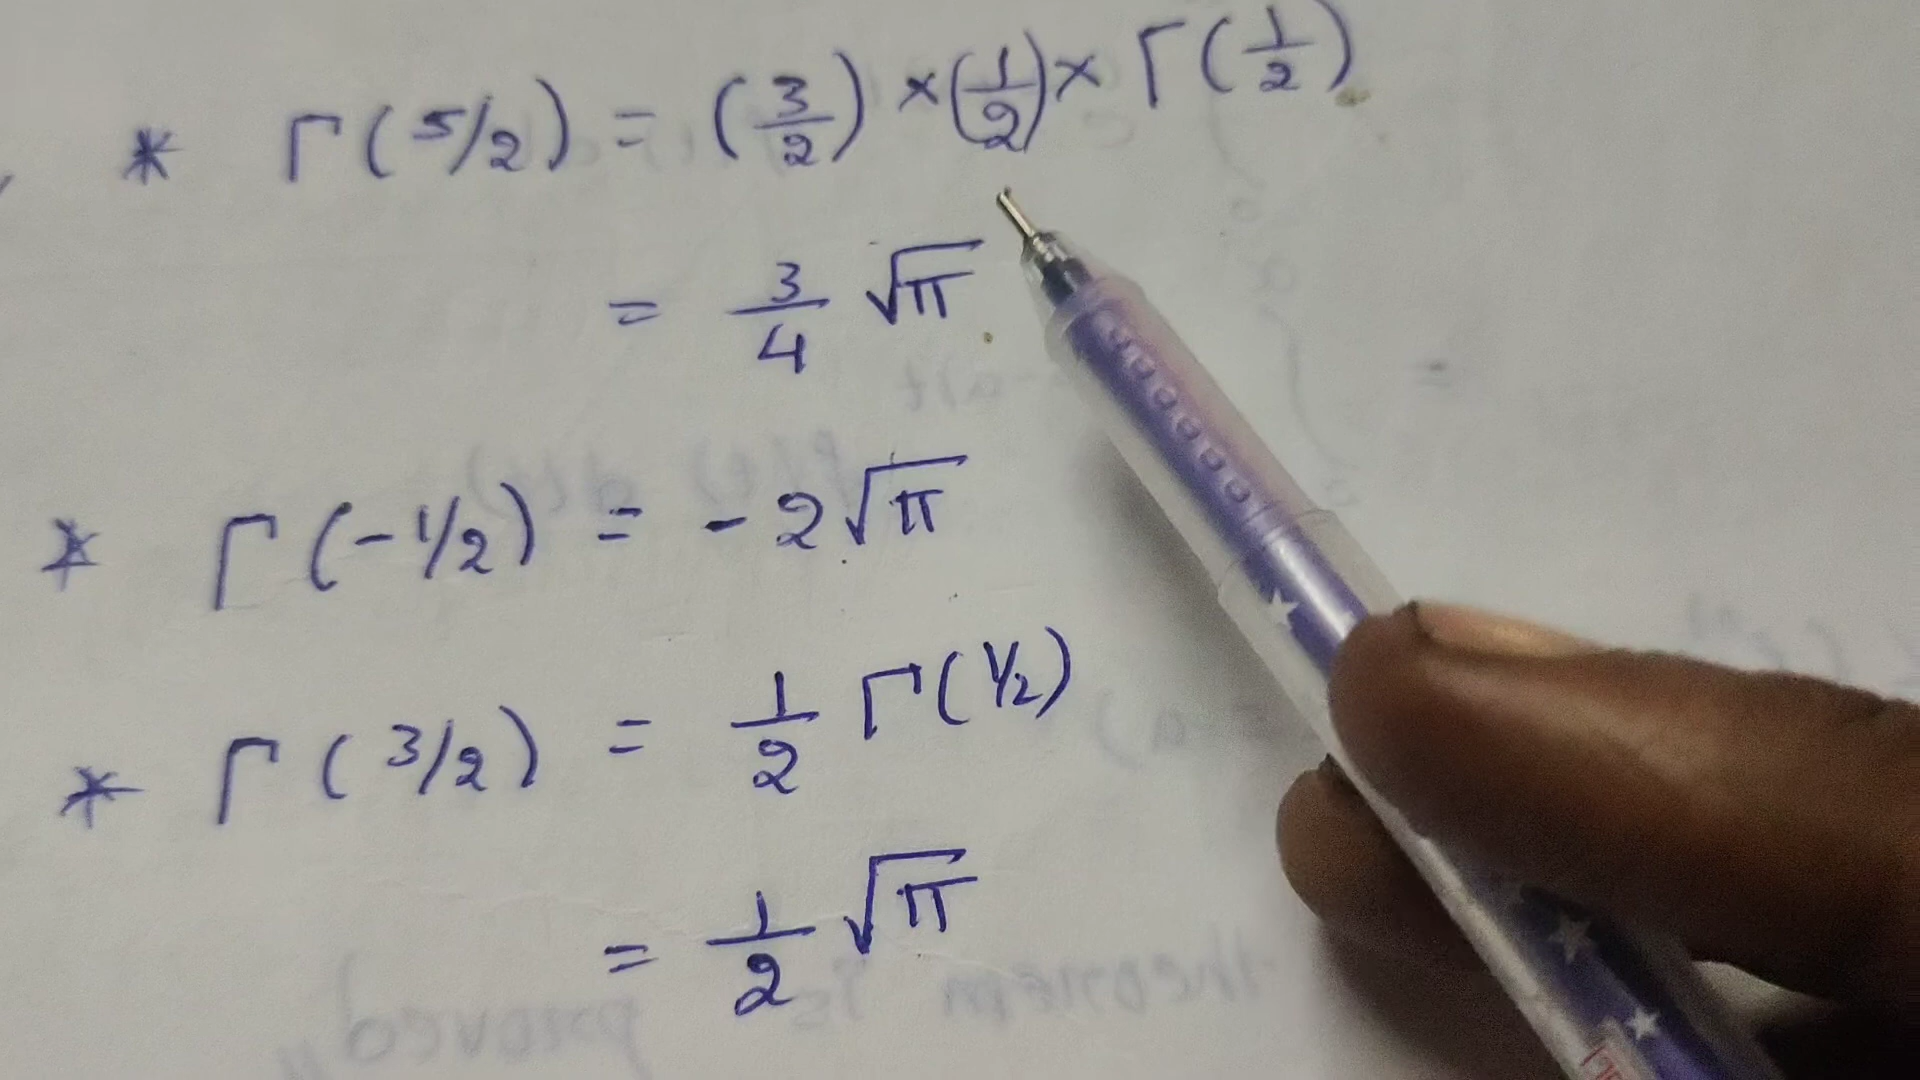 * Γ(5/2) = (3/2) × (1/2) × Γ(1/2)
= 3/4 √π
* Γ(-1/2) = -2√π
* Γ(3/2) = 1/2 Γ(1/2)
= 1/2 √π